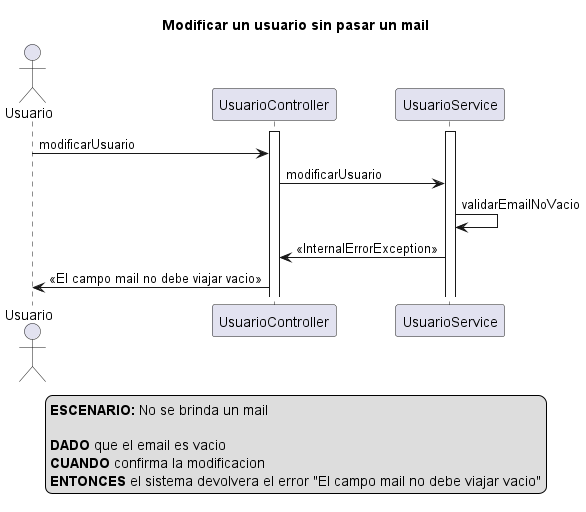 Modificar un usuario sin pasar un mail
Usuario
UsuarioController
UsuarioService
modificarUsuario
modificarUsuario
validarEmailNoVacio
«InternalErrorException»
«El campo mail no debe viajar vacio»
Usuario
UsuarioController
UsuarioService
ESCENARIO: No se brinda un mail
DADO que el email es vacio
CUANDO confirma la modificacion
ENTONCES el sistema devolvera el error "El campo mail no debe viajar vacio"